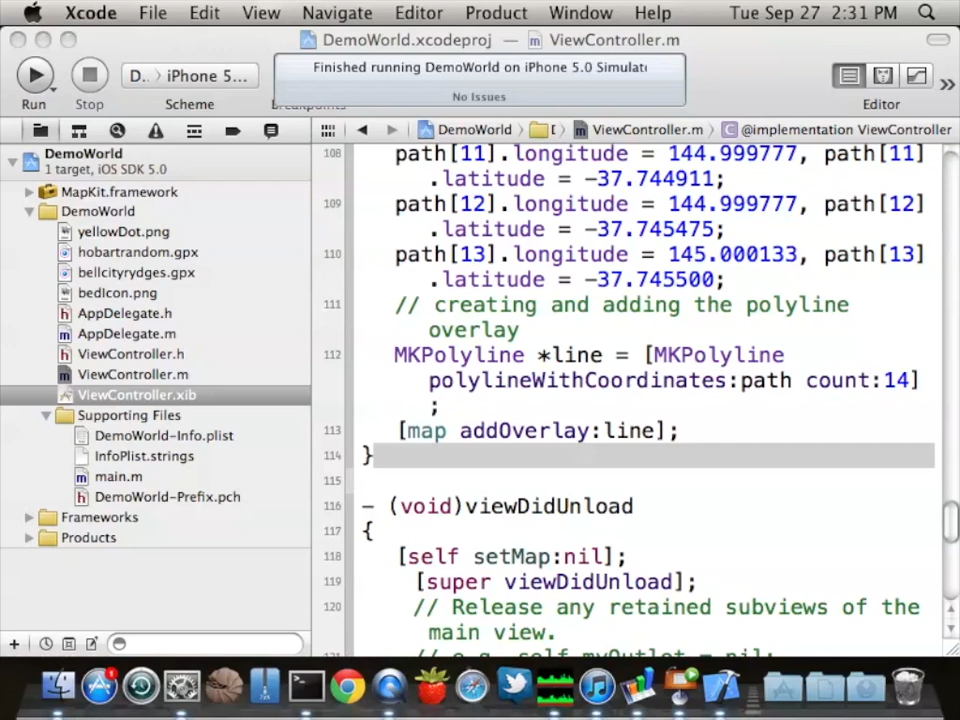 Xcode File Edit View Navigate Editor Product Window Help Tue Sep 27 2:31 PM
DemoWorld.xcodeproj — ViewController.m
Finished running DemoWorld on iPhone 5.0 Simulat
No Issues
D... iPhone 5...
Run Stop Scheme Editor
DemoWorld ViewController.m @implementation ViewController
DemoWorld
1 target, iOS SDK 5.0
MapKit.framework
DemoWorld
yellowDot.png
hobartrandom.gpx
bellcityrydges.gpx
bedIcon.png
AppDelegate.h
AppDelegate.m
ViewController.h
ViewController.m
ViewController.xib
Supporting Files
DemoWorld-Info.plist
InfoPlist.strings
main.m
DemoWorld-Prefix.pch
Frameworks
Products
108 path[11].longitude = 144.999777, path[11]
.latitude = -37.744911;
109 path[12].longitude = 144.999777, path[12]
.latitude = -37.745475;
110 path[13].longitude = 145.000133, path[13]
.latitude = -37.745500;
111 // creating and adding the polyline
overlay
112 MKPolyline *line = [MKPolyline
polylineWithCoordinates:path count:14]
;
113 [map addOverlay:line];
114 }
115
116 - (void)viewDidUnload
117 {
118 [self setMap:nil];
119 [super viewDidUnload];
120 // Release any retained subviews of the
main view.
// e.g. self.myOutlet = nil;